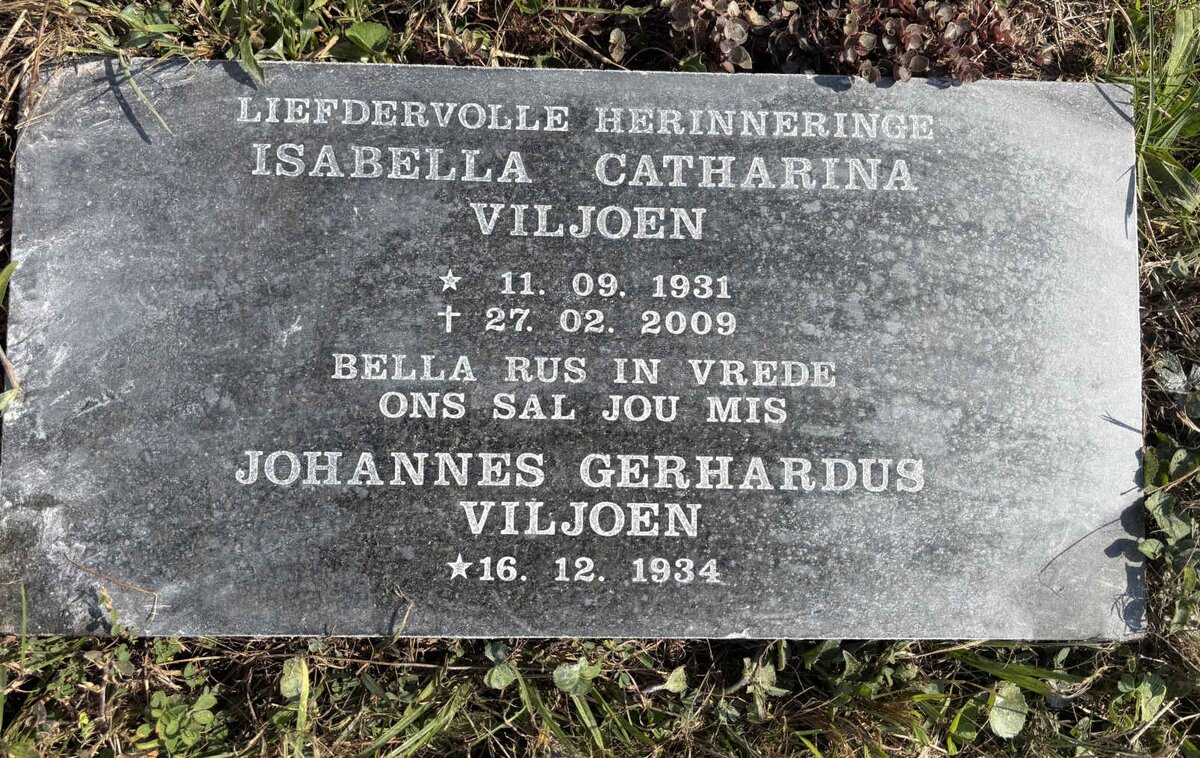 LIEFDERVOLLE HERINNERINGE
ISABELLA CATHARINA
VILJOEN
★ 11. 09. 1931
† 27. 02. 2009
BELLA RUS IN VREDE
ONS SAL JOU MIS
JOHANNES GERHARDUS
VILJOEN
★16. 12. 1934